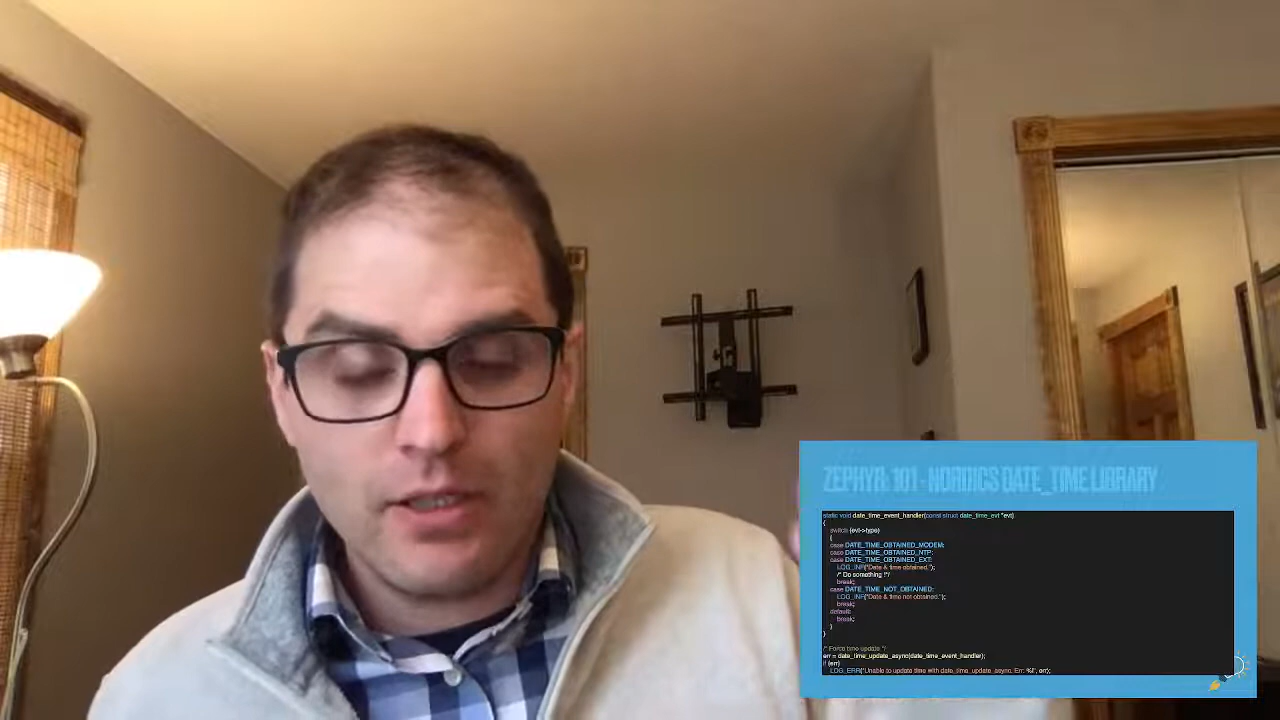 ZEPHYR: 101 - NORDICS DATE_TIME LIBRARY
static void date_time_event_handler(const struct date_time_evt *evt)
{
switch (evt->type)
{
case DATE_TIME_OBTAINED_MODEM:
case DATE_TIME_OBTAINED_NTP:
case DATE_TIME_OBTAINED_EXT:
LOG_INF("Date & time obtained.");
/* Do something !*/
break;
case DATE_TIME_NOT_OBTAINED:
LOG_INF("Date & time not obtained.");
break;
default:
break;
}
}
/* Force time update */
err = date_time_update_async(date_time_event_handler);
if (err)
LOG_ERR("Unable to update time with date_time_update_async. Err: %i", err);